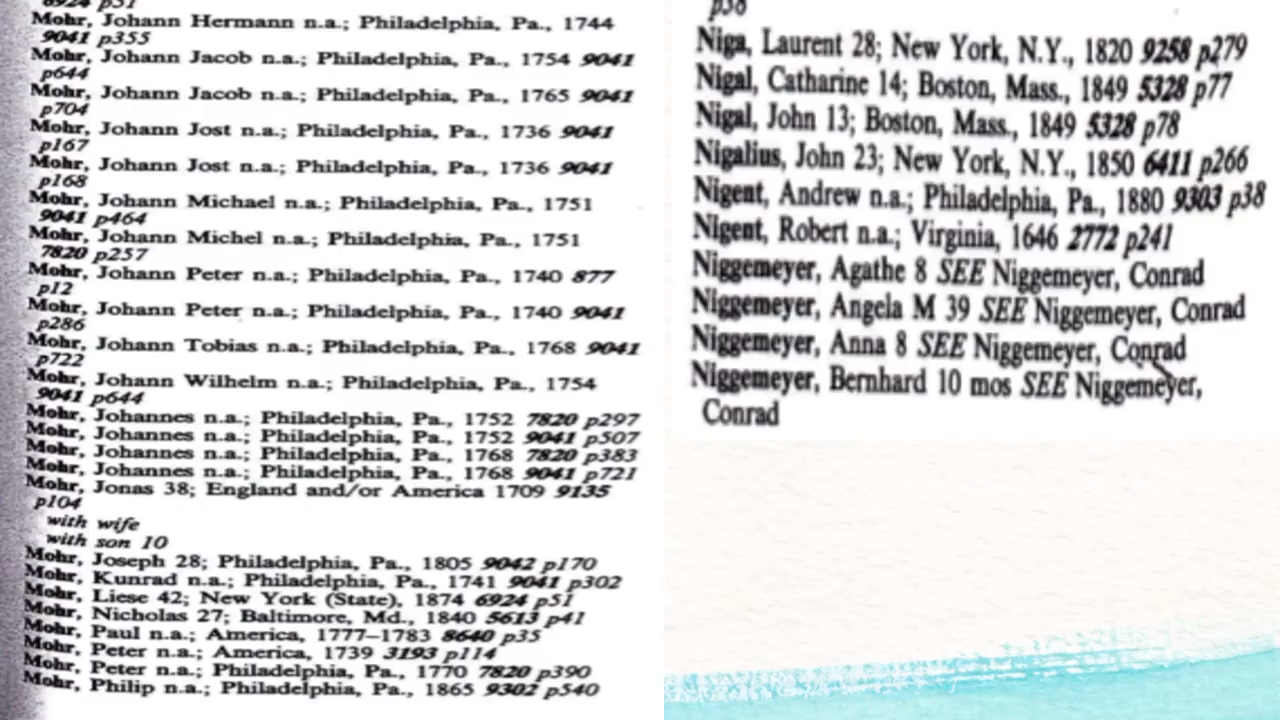 6924 p51
Mohr, Johann Hermann n.a.; Philadelphia, Pa., 1744
9041 p355
Mohr, Johann Jacob n.a.; Philadelphia, Pa., 1754 9041
p644
Mohr, Johann Jacob n.a.; Philadelphia, Pa., 1765 9041
p704
Mohr, Johann Jost n.a.; Philadelphia, Pa., 1736 9041
p167
Mohr, Johann Jost n.a.; Philadelphia, Pa., 1736 9041
p168
Mohr, Johann Michael n.a.; Philadelphia, Pa., 1751
9041 p464
Mohr, Johann Michel n.a.; Philadelphia, Pa., 1751
7820 p257
Mohr, Johann Peter n.a.; Philadelphia, Pa., 1740 877
p12
Mohr, Johann Peter n.a.; Philadelphia, Pa., 1740 9041
p286
Mohr, Johann Tobias n.a.; Philadelphia, Pa., 1768 9041
p722
Mohr, Johann Wilhelm n.a.; Philadelphia, Pa., 1754
9041 p644
Mohr, Johannes n.a.; Philadelphia, Pa., 1752 7820 p297
Mohr, Johannes n.a.; Philadelphia, Pa., 1752 9041 p507
Mohr, Johannes n.a.; Philadelphia, Pa., 1768 7820 p383
Mohr, Johannes n.a.; Philadelphia, Pa., 1768 9041 p721
Mohr, Jonas 38; England and/or America 1709 9135
p104
with wife
with son 10
Mohr, Joseph 28; Philadelphia, Pa., 1805 9042 p170
Mohr, Kunrad n.a.; Philadelphia, Pa., 1741 9041 p302
Mohr, Liese 42; New York (State), 1874 6924 p51
Mohr, Nicholas 27; Baltimore, Md., 1840 5613 p41
Mohr, Paul n.a.; America, 1777–1783 8640 p35
Mohr, Peter n.a.; America, 1739 3193 p114
Mohr, Peter n.a.; Philadelphia, Pa., 1770 7820 p390
Mohr, Philip n.a.; Philadelphia, Pa., 1865 9302 p540
p58
Niga, Laurent 28; New York, N.Y., 1820 9258 p279
Nigal, Catharine 14; Boston, Mass., 1849 5328 p77
Nigal, John 13; Boston, Mass., 1849 5328 p78
Nigalius, John 23; New York, N.Y., 1850 6411 p266
Nigent, Andrew n.a.; Philadelphia, Pa., 1880 9303 p38
Nigent, Robert n.a.; Virginia, 1646 2772 p241
Niggemeyer, Agathe 8 SEE Niggemeyer, Conrad
Niggemeyer, Angela M 39 SEE Niggemeyer, Conrad
Niggemeyer, Anna 8 SEE Niggemeyer, Conrad
Niggemeyer, Bernhard 10 mos SEE Niggemeyer,
Conrad